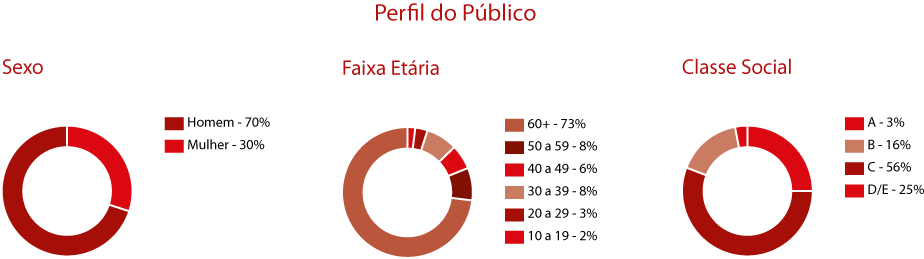 Perfil do Público
Sexo
Homem - 70%
Mulher - 30%
Faixa Etária
60+ - 73%
50 a 59 - 8%
40 a 49 - 6%
30 a 39 - 8%
20 a 29 - 3%
10 a 19 - 2%
Classe Social
A - 3%
B - 16%
C - 56%
D/E - 25%